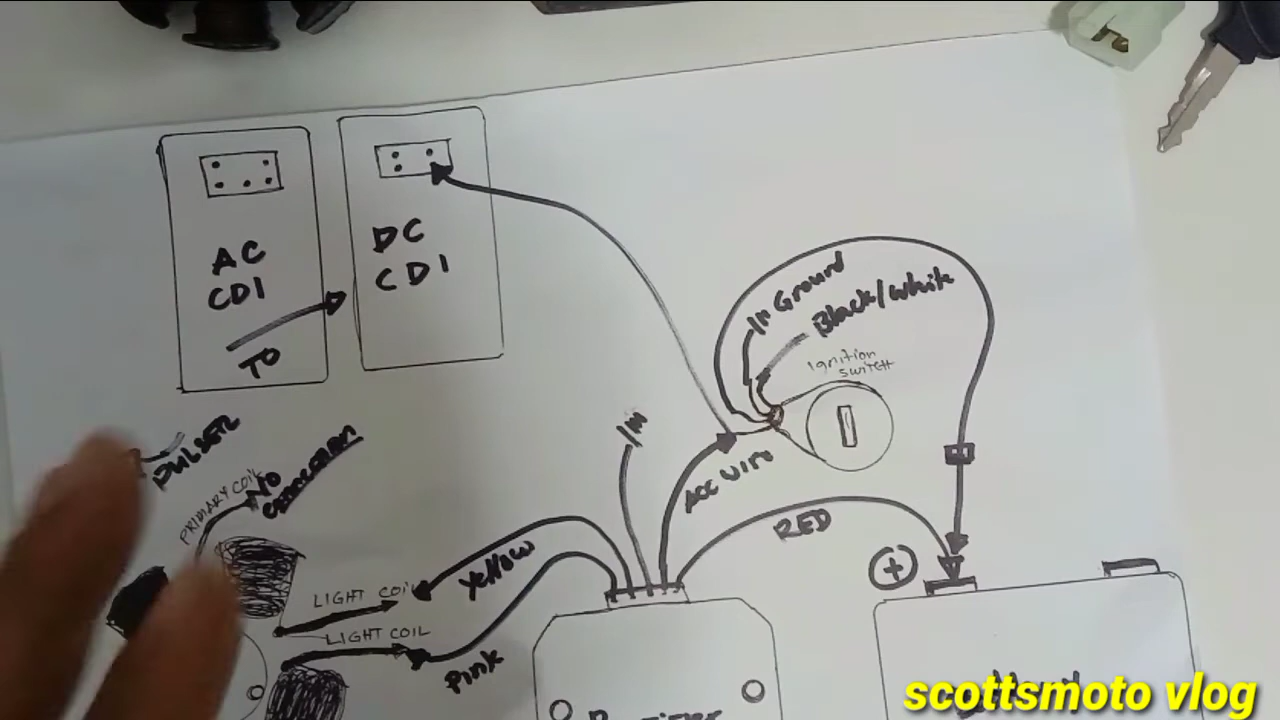 AC
CDI
TO
DC
CDI
Ground
Black/white
Ignition
switch
ACC wire
RED
+
PULSER
PRIMARY COIL
NO
LIGHT COIL
LIGHT COIL
Yellow
Pink
scottsmoto vlog